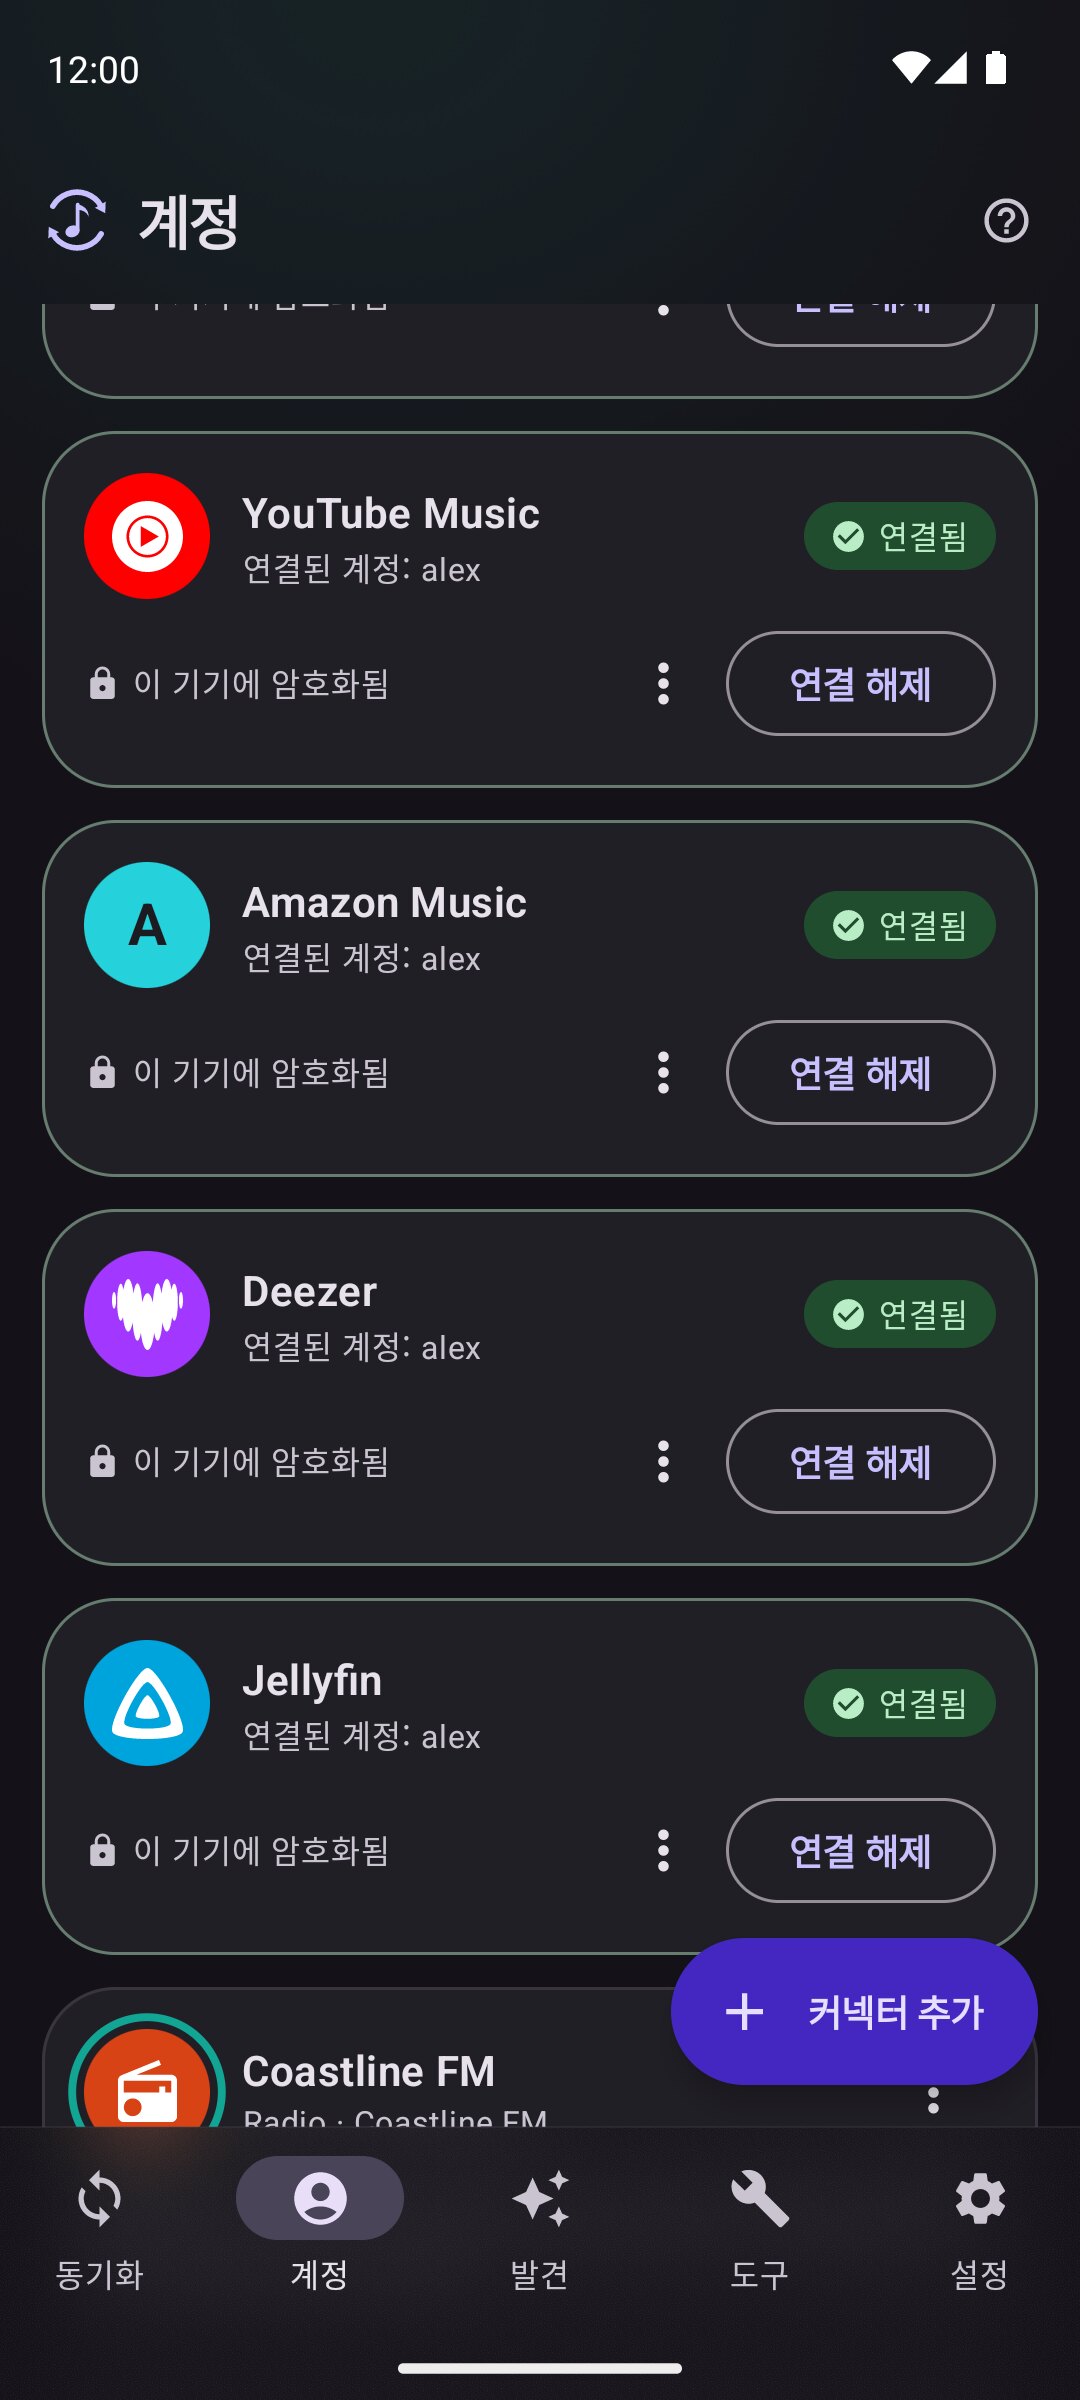 12:00
계정
YouTube Music
연결된 계정: alex
연결됨
이 기기에 암호화됨
연결 해제
A
Amazon Music
연결된 계정: alex
연결됨
이 기기에 암호화됨
연결 해제
Deezer
연결된 계정: alex
연결됨
이 기기에 암호화됨
연결 해제
Jellyfin
연결된 계정: alex
연결됨
이 기기에 암호화됨
연결 해제
커넥터 추가
Coastline FM
Radio · Coastline FM
동기화
계정
발견
도구
설정